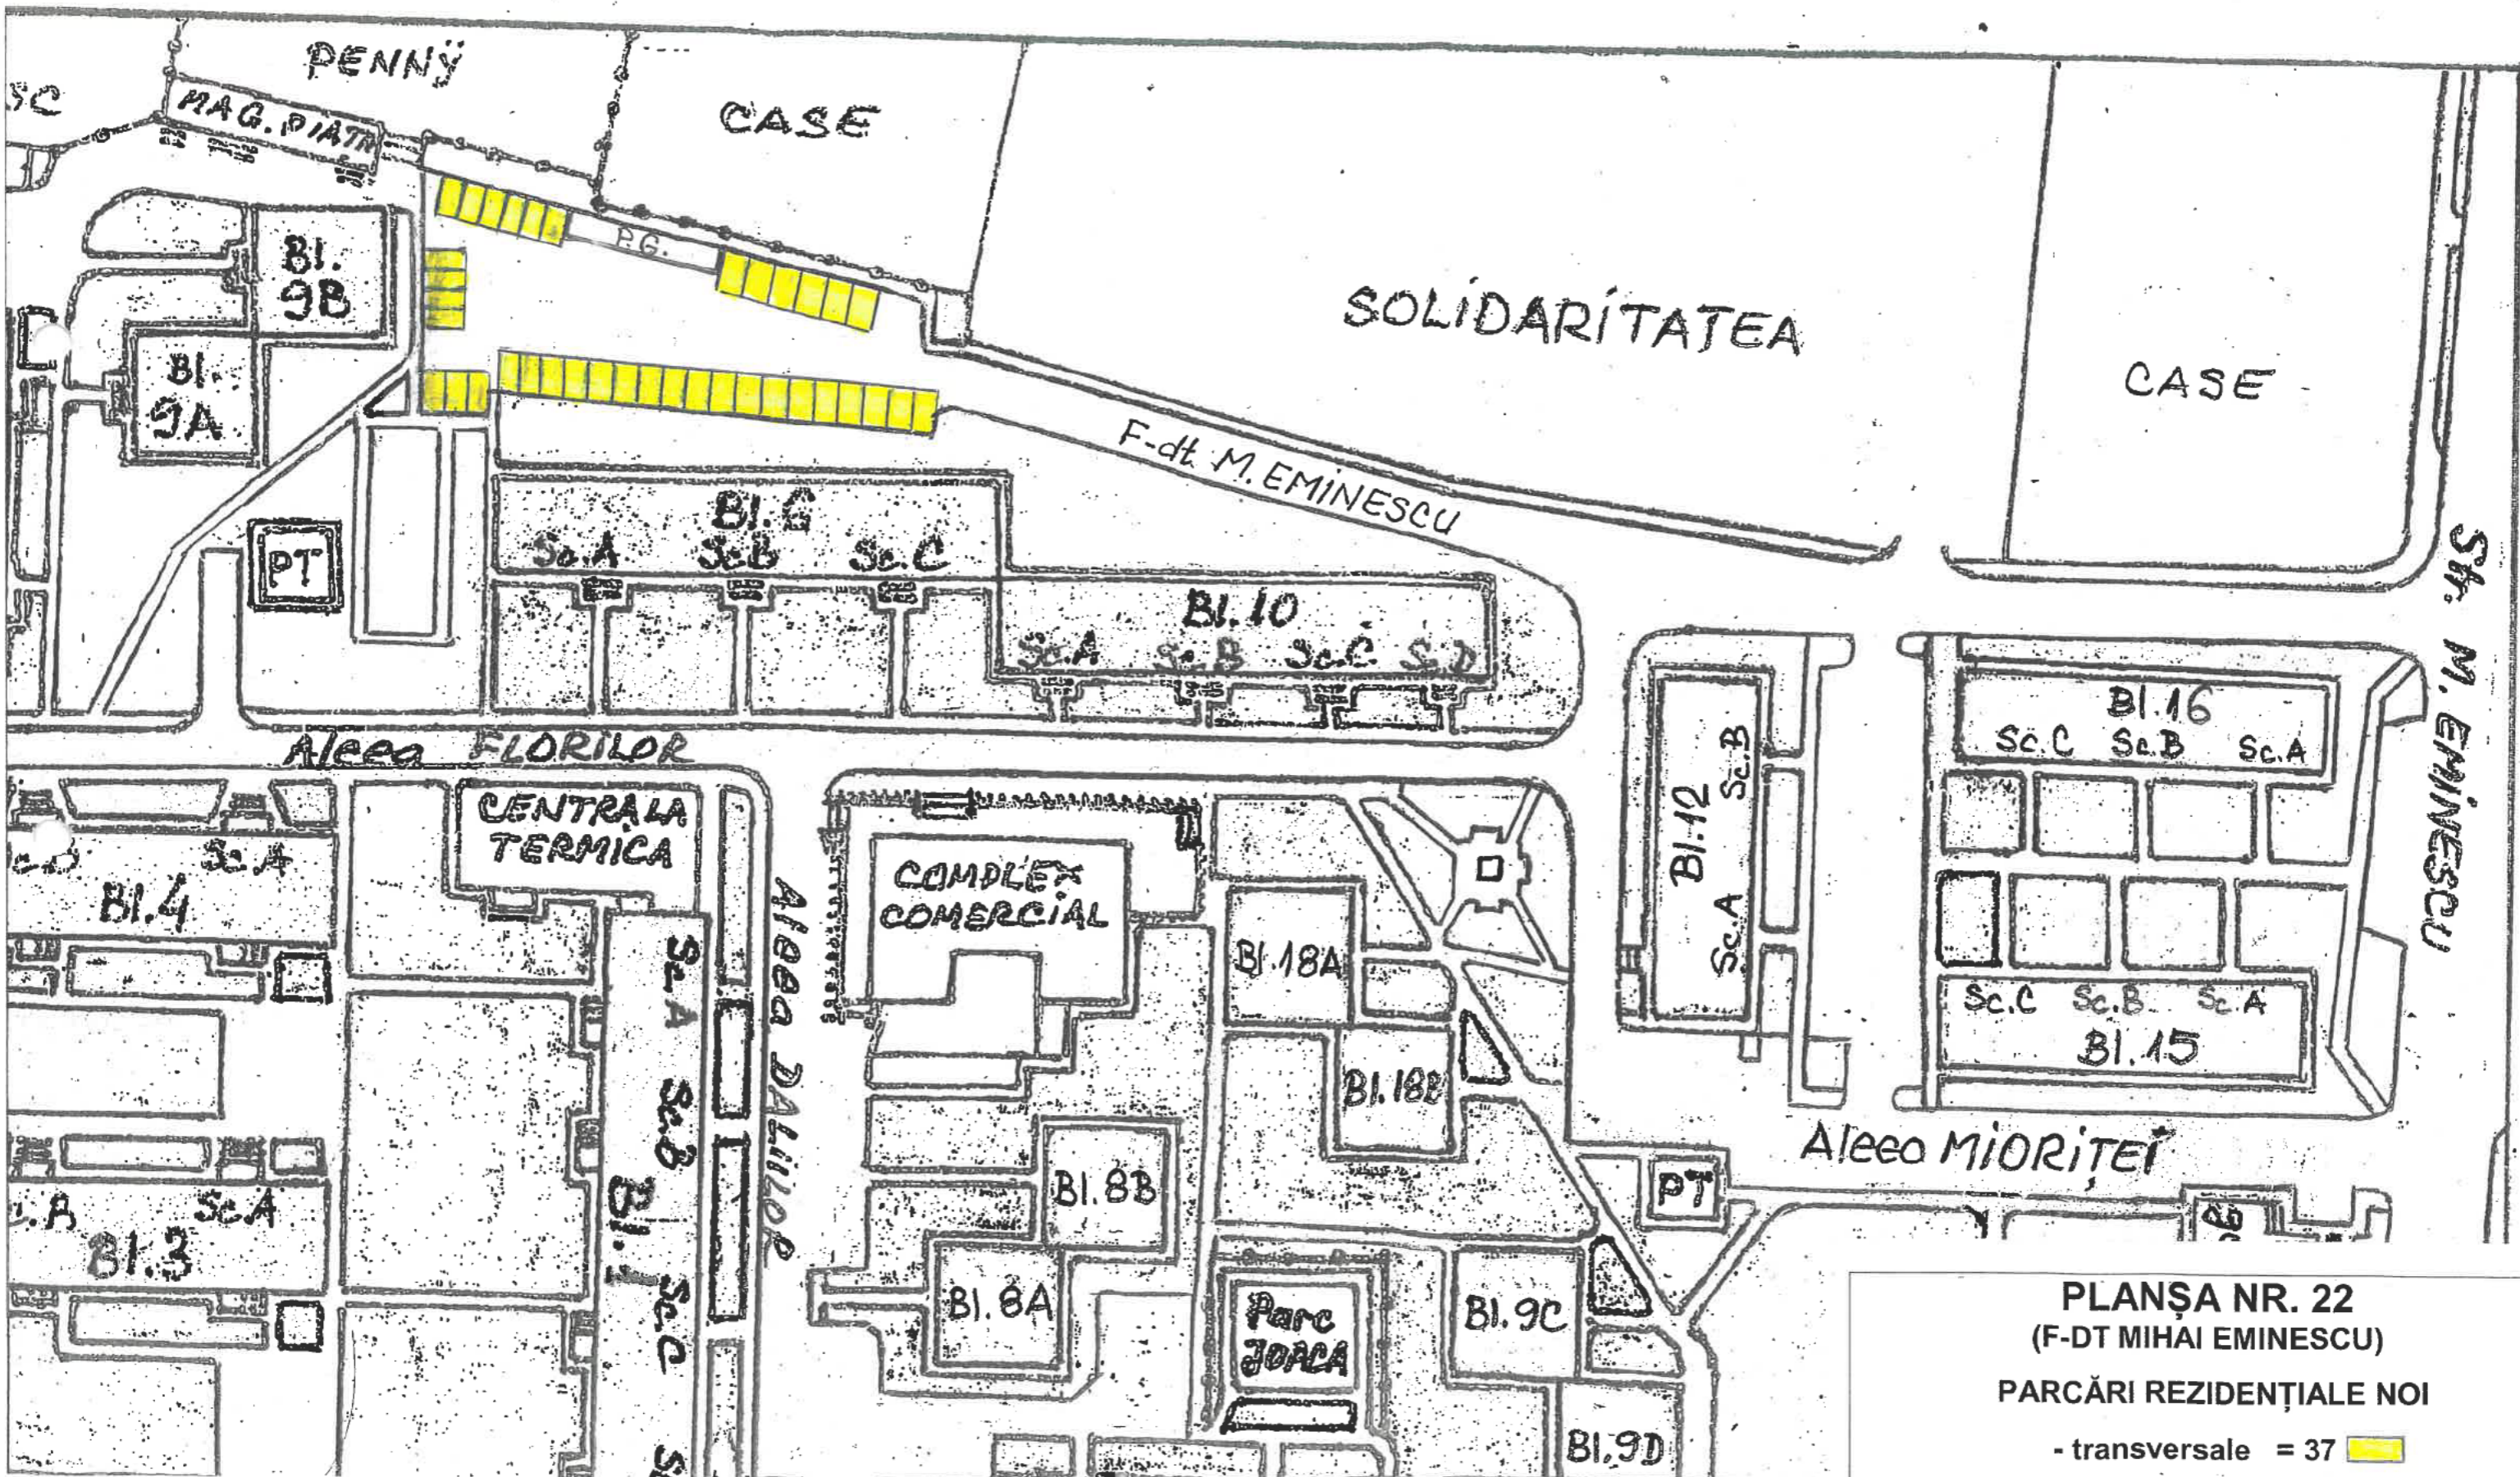 PENNY
SC
MAG. PIATR
CASE
P.G.
Bl.
9B
Bl.
9A
SOLIDARITATEA
CASE
F-dt. M. EMINESCU
Bl.6
Sc.A Sc.B Sc.C
PT
Bl.10
Sc.A Sc.B Sc.C Sc.D
Str. M. EMINESCU
Aleea FLORILOR
Bl.12
Sc.A Sc.B
Bl.16
Sc.C Sc.B Sc.A
CENTRALA
TERMICA
COMPLEX
COMERCIAL
Sc.A
Bl.4
Aleea DALIILOR
Bl.18A
Sc.C Sc.B Sc.A
Bl.15
Sc.A Sc.B Sc.C
Bl.1
Bl.18B
Aleea MIORIȚEI
PT
Bl.8B
Sc.A
Bl.3
Bl.8A
Parc
JOACA
Bl.9C
Bl.9D
PLANȘA NR. 22
(F-DT MIHAI EMINESCU)
PARCĂRI REZIDENȚIALE NOI
- transversale = 37